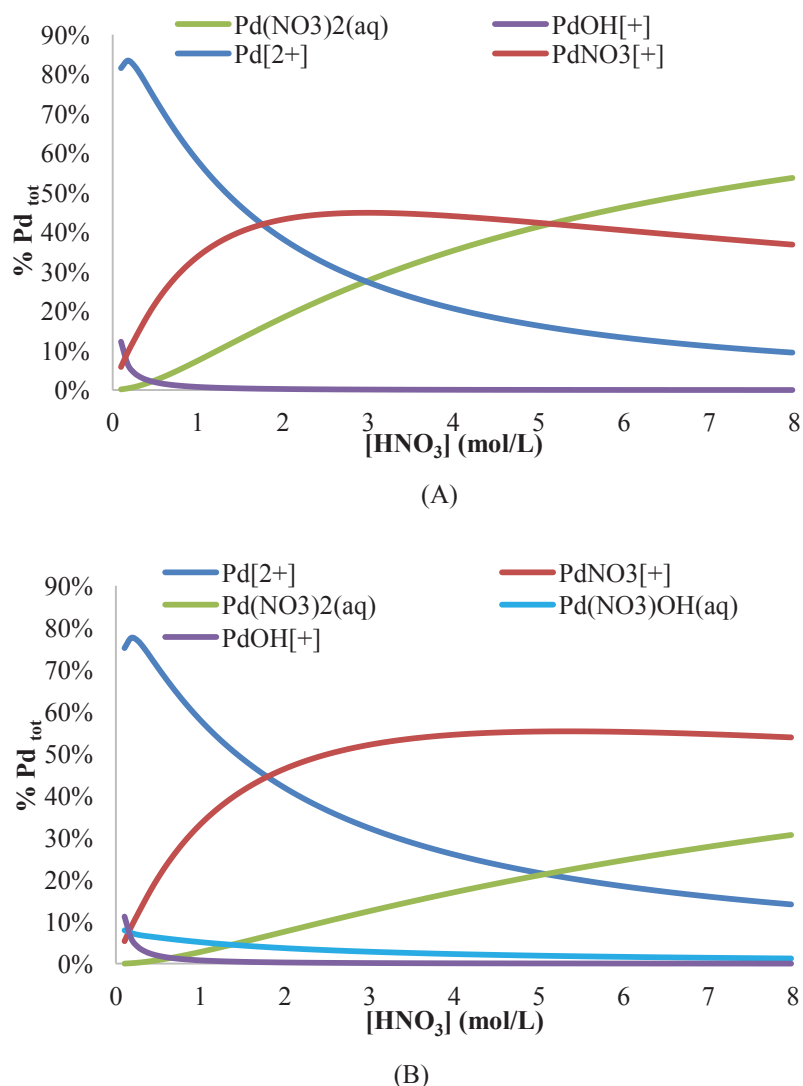 Pd(NO3)2(aq) PdOH[+]
Pd[2+] PdNO3[+]
90%
80%
70%
60%
50%
40%
30%
20%
10%
0%
% Pd tot
0 1 2 3 4 5 6 7 8
[HNO3] (mol/L)
(A)
Pd[2+] PdNO3[+]
Pd(NO3)2(aq) Pd(NO3)OH(aq)
PdOH[+]
90%
80%
70%
60%
50%
40%
30%
20%
10%
0%
% Pd tot
0 1 2 3 4 5 6 7 8
[HNO3] (mol/L)
(B)